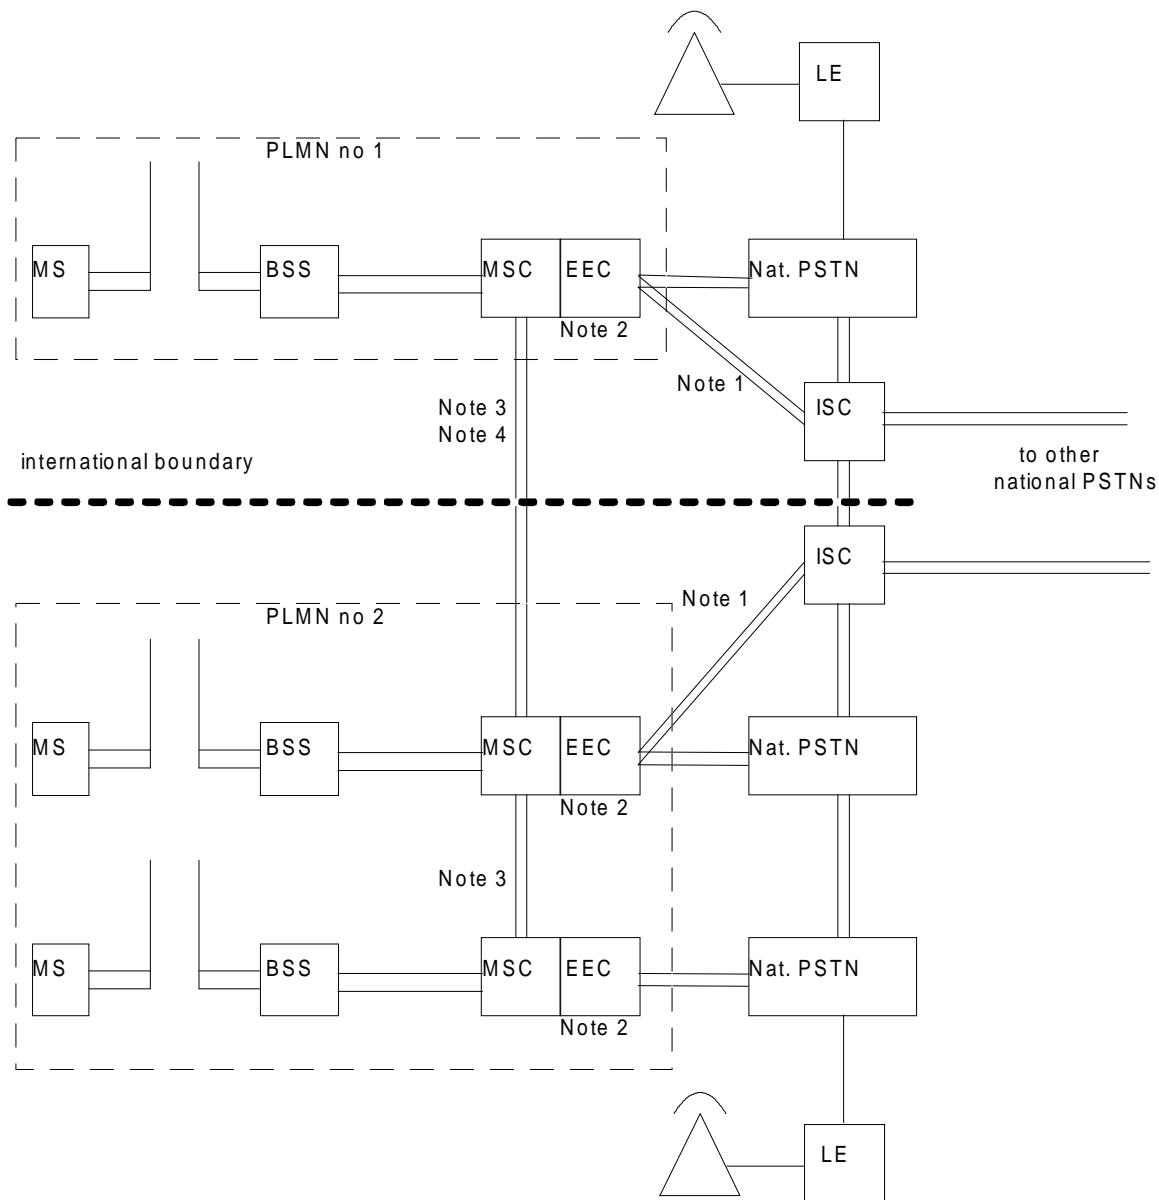 LE
PLMN no 1
MS
BSS
MSC
EEC
Nat. PSTN
Note 2
Note 1
ISC
Note 3
Note 4
to other
national PSTNs
international boundary
ISC
Note 1
PLMN no 2
MS
BSS
MSC
EEC
Nat. PSTN
Note 2
Note 3
MS
BSS
MSC
EEC
Nat. PSTN
Note 2
LE